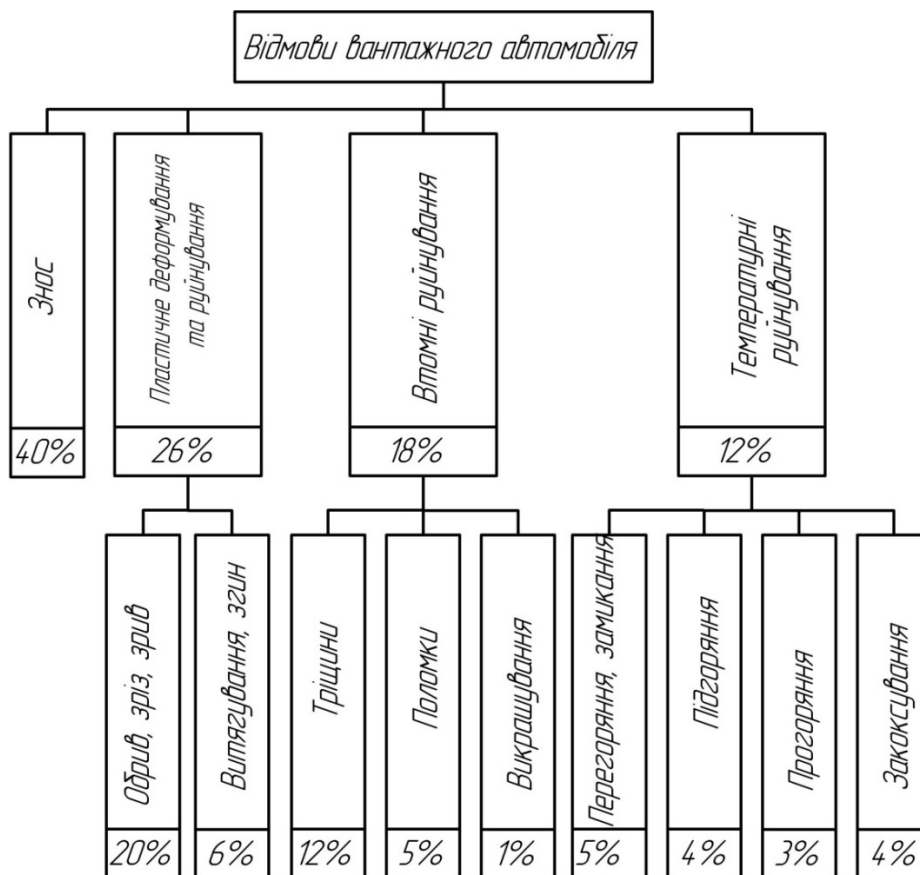 Відмови вантажного автомобіля
Знос
40%
Пластичне деформування
та руйнування
26%
Втомні руйнування
18%
Температурні
руйнування
12%
Обрив, зріз, зрив
20%
Витягування, згин
6%
Тріщини
12%
Поломки
5%
Викрашування
1%
Перегоряння, замикання
5%
Підгоряння
4%
Прогоряння
3%
Закоксування
4%